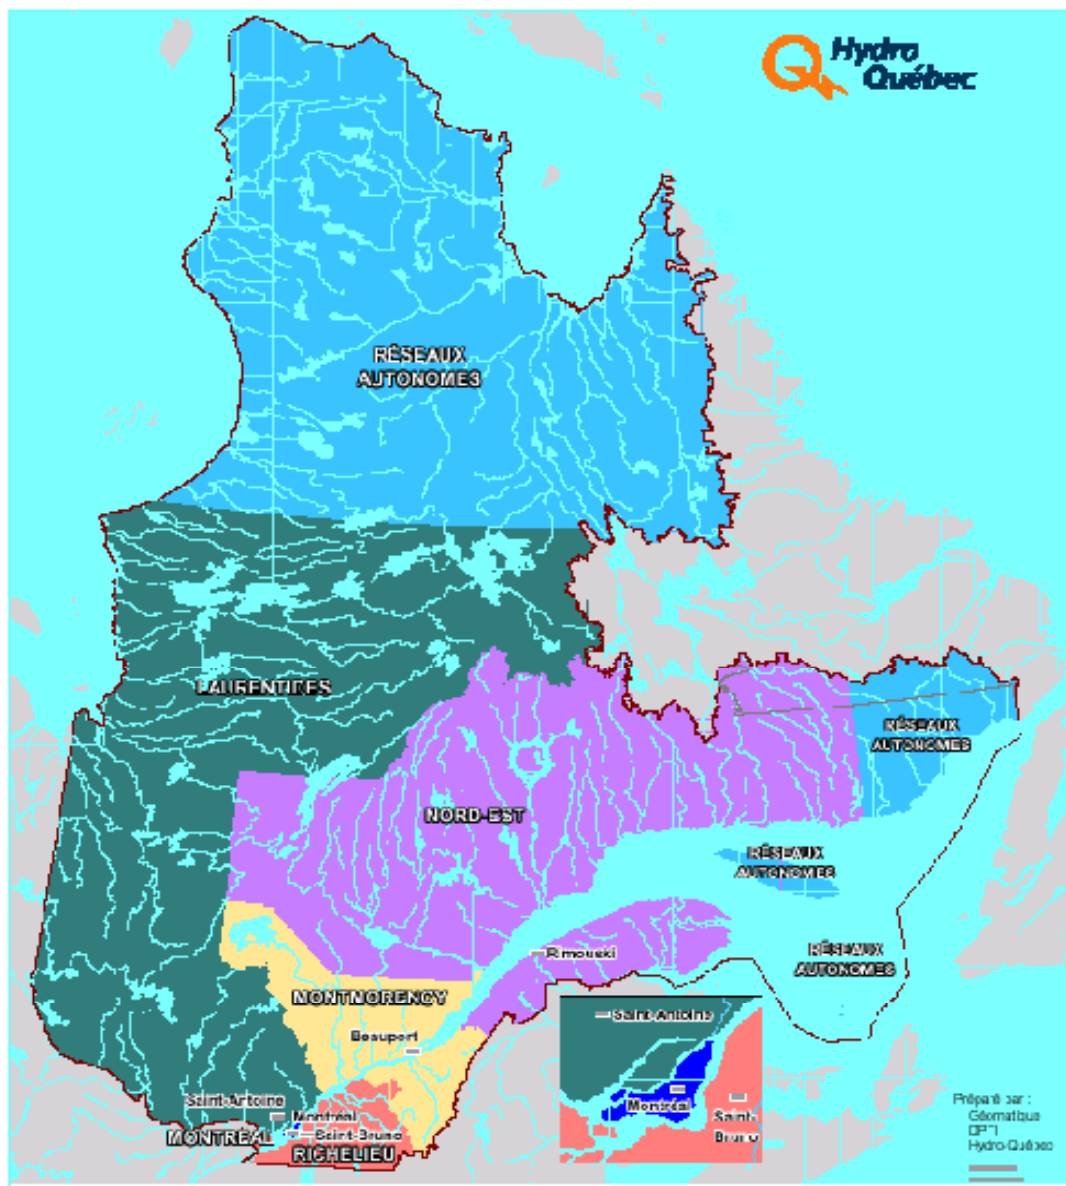 Hydro
Québec
RÉSEAUX
AUTONOMES
LAURENTIDES
RÉSEAUX
AUTONOMES
NORD-EST
RÉSEAUX
AUTONOMES
Rimouski
RÉSEAUX
AUTONOMES
MONTMORENCY
Beauport
Saint-Antoine
Saint-Antoine
Montréal
Montréal
Saint-
Bruno
MONTRÉAL
Saint-Bruno
RICHELIEU
Préparé par :
Géomatique
Hydro-Québec